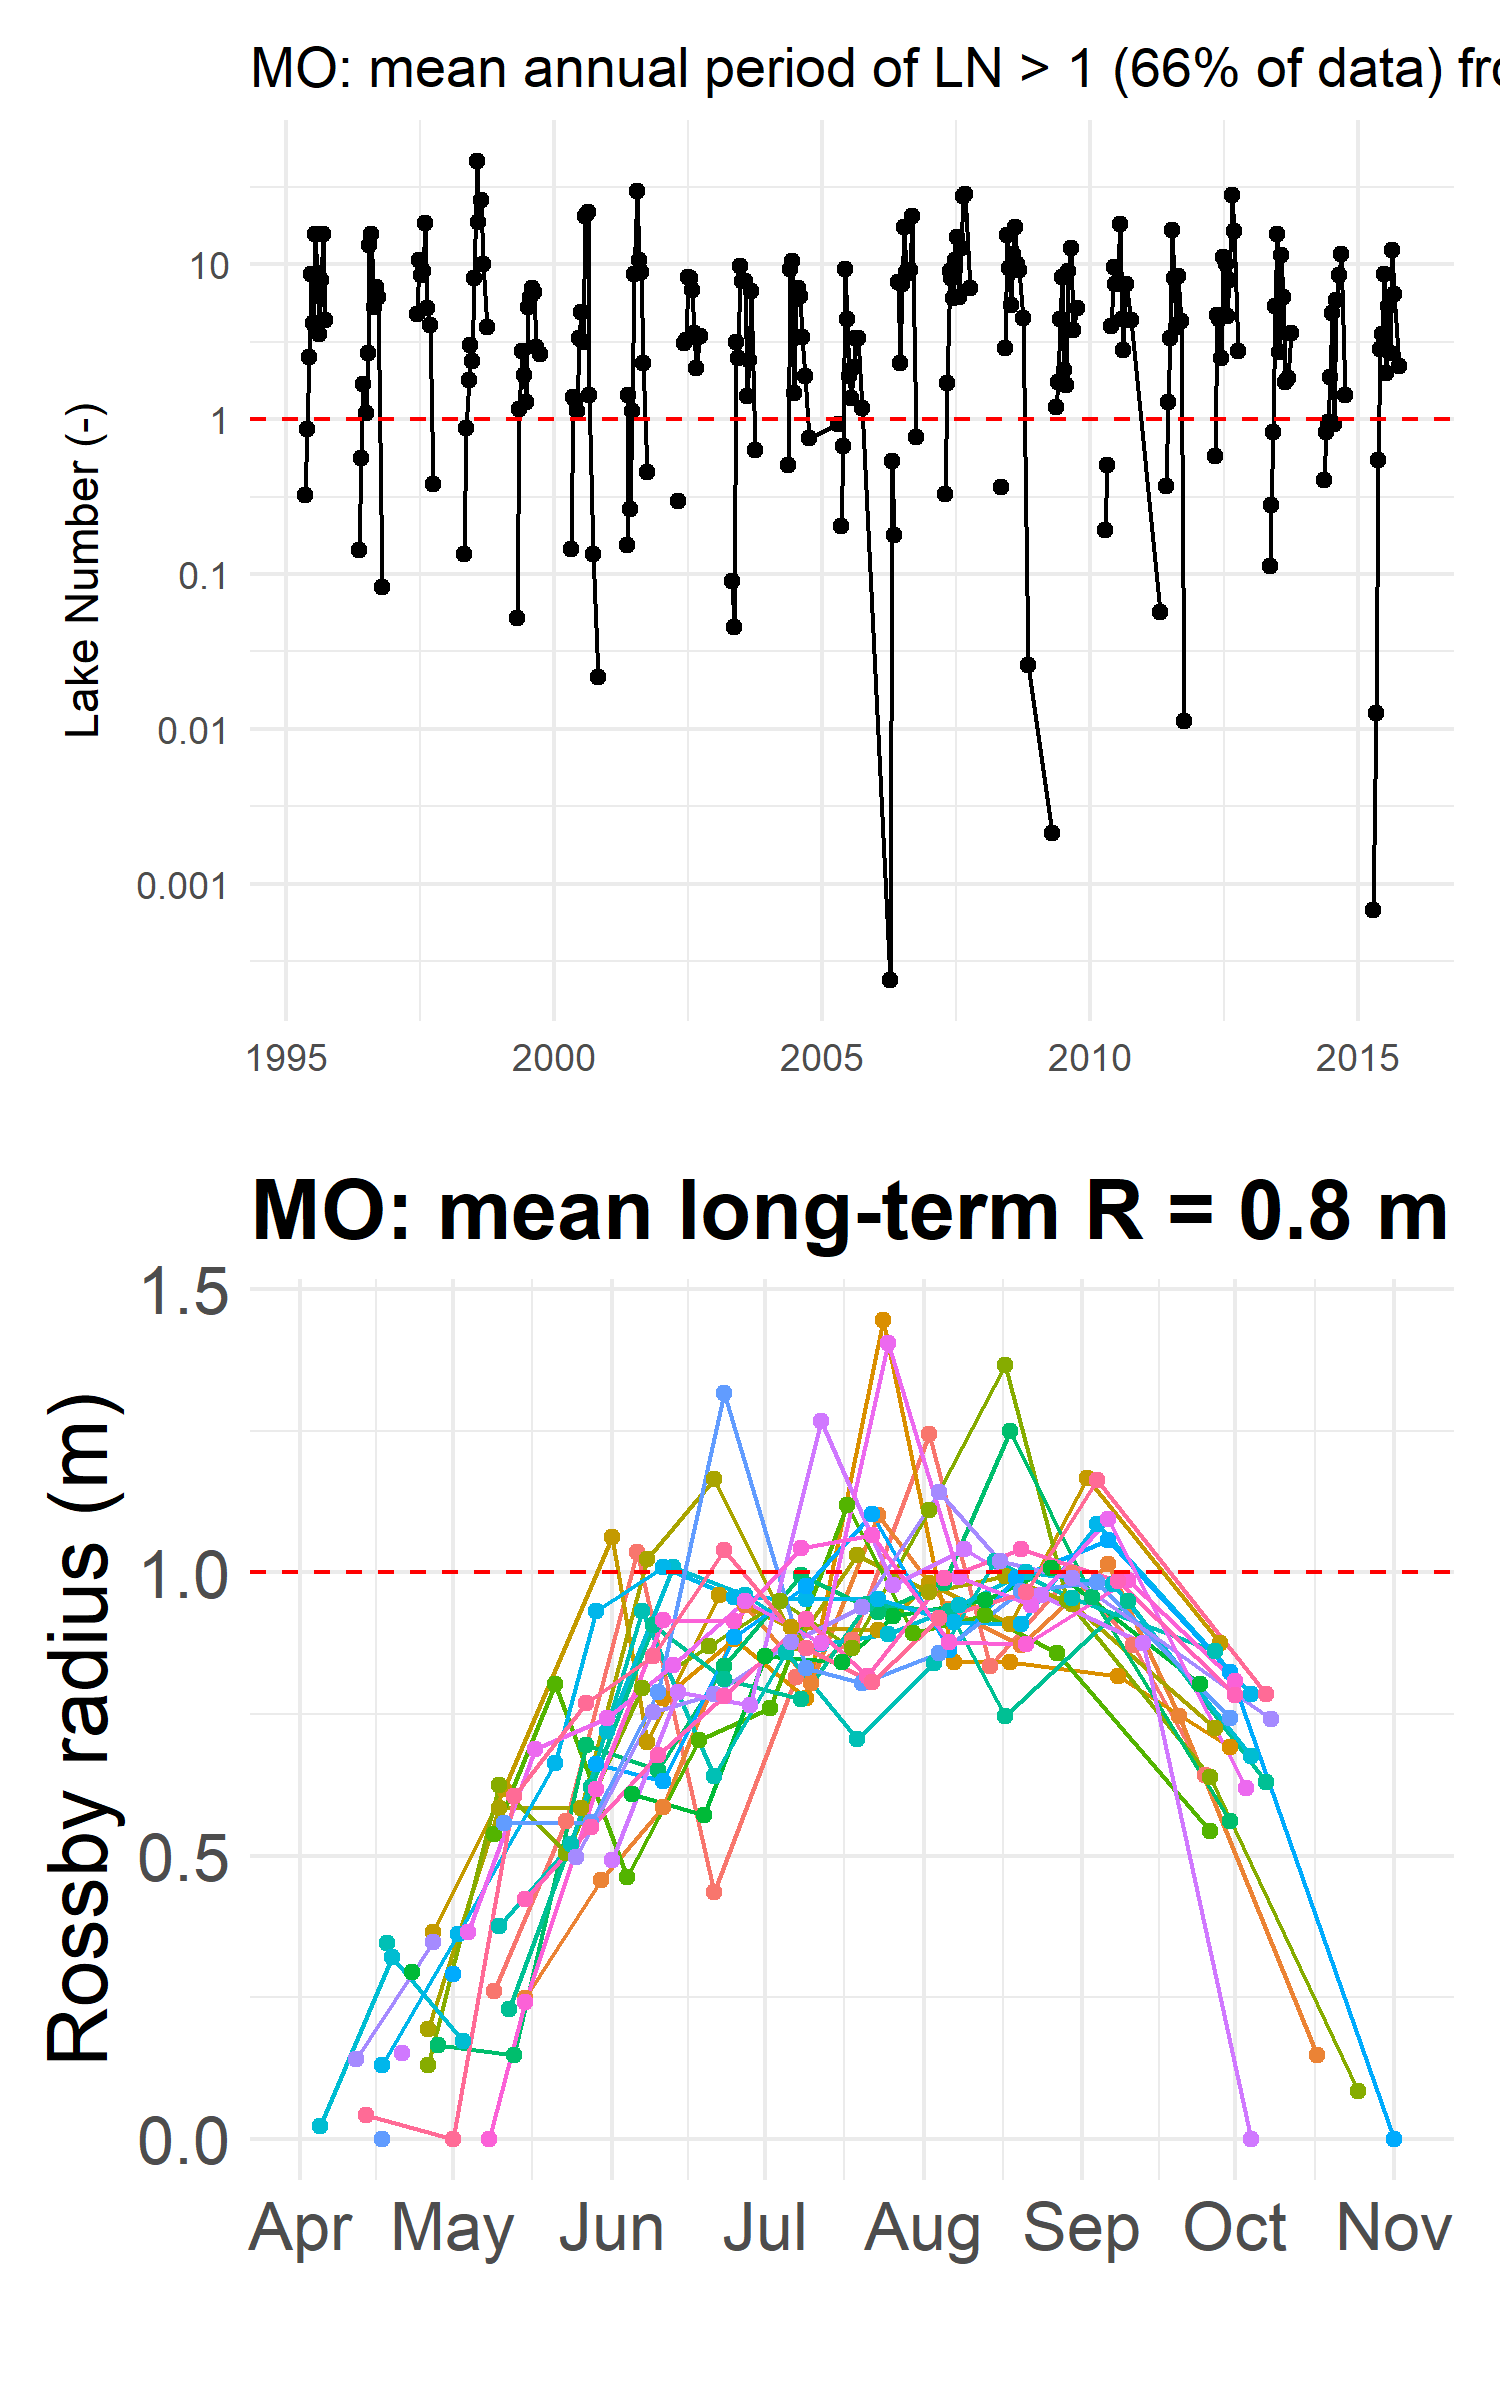 MO: mean annual period of LN > 1 (66% of data)
Lake Number (-)
10
1
0.1
0.01
0.001
1995 2000 2005 2010 2015
MO: mean long-term R = 0.8 m
Rossby radius (m)
1.5
1.0
0.5
0.0
Apr May Jun Jul Aug Sep Oct Nov